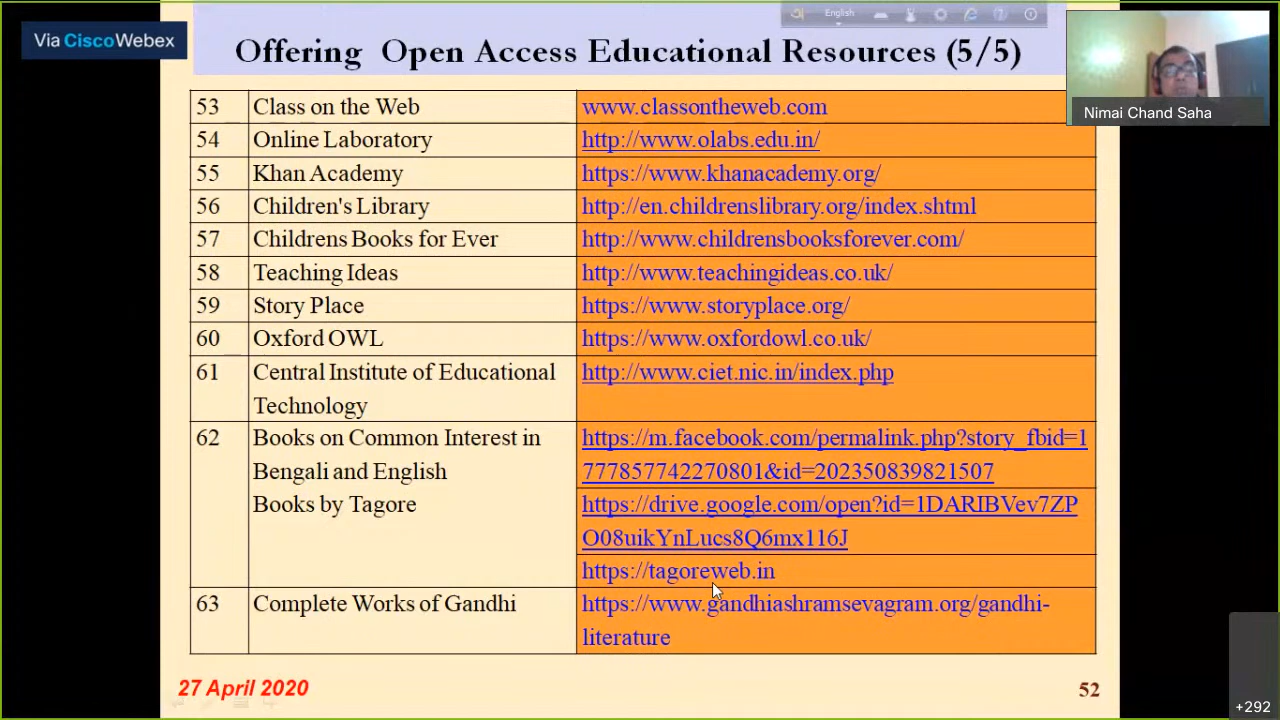 Via CiscoWebex
English
Offering Open Access Educational Resources (5/5)
Nimai Chand Saha
53 Class on the Web www.classontheweb.com
54 Online Laboratory http://www.olabs.edu.in/
55 Khan Academy https://www.khanacademy.org/
56 Children's Library http://en.childrenslibrary.org/index.shtml
57 Childrens Books for Ever http://www.childrensbooksforever.com/
58 Teaching Ideas http://www.teachingideas.co.uk/
59 Story Place https://www.storyplace.org/
60 Oxford OWL https://www.oxfordowl.co.uk/
61 Central Institute of Educational http://www.ciet.nic.in/index.php
Technology
62 Books on Common Interest in https://m.facebook.com/permalink.php?story_fbid=1
Bengali and English 777857742270801&id=202350839821507
Books by Tagore https://drive.google.com/open?id=1DARIBVev7ZP
O08uikYnLucs8Q6mx116J
https://tagoreweb.in
63 Complete Works of Gandhi https://www.gandhiashramsevagram.org/gandhi-
literature
27 April 2020
52
+292